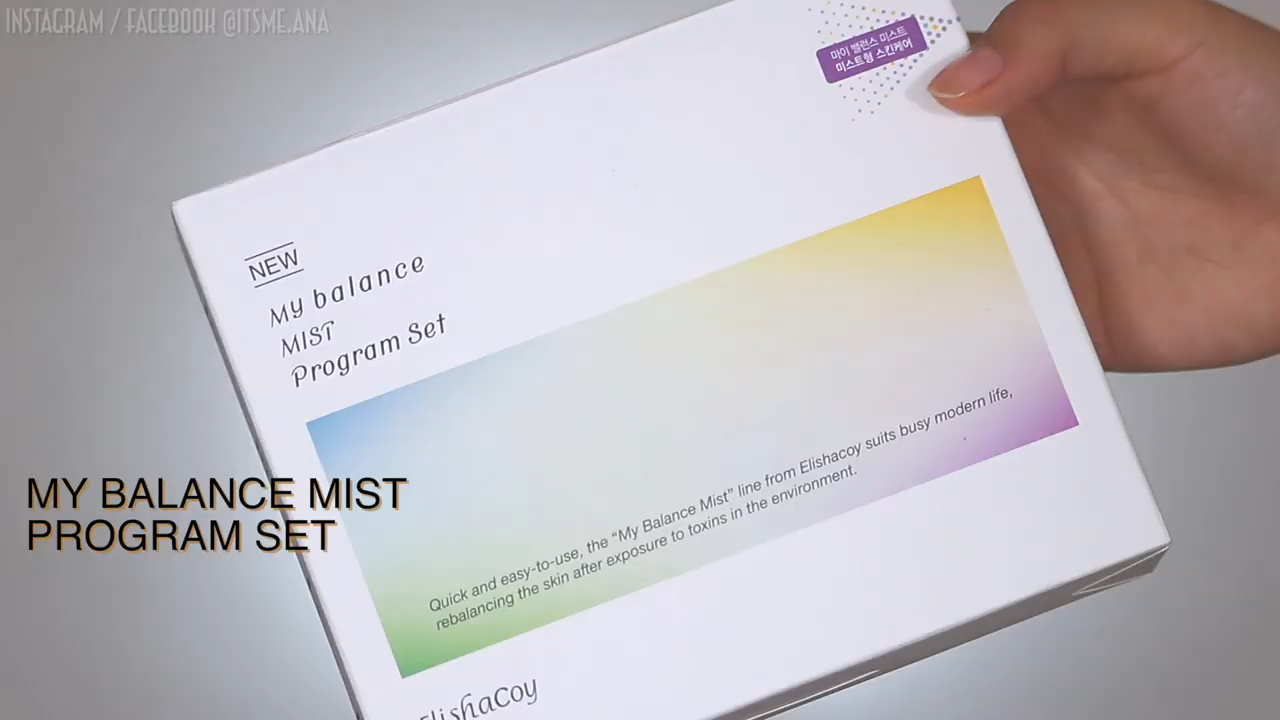 INSTAGRAM / FACEBOOK @ITSME.ANA
마이 밸런스 미스트
미스트형 스킨케어
NEW
My balance
MIST
Program Set
MY BALANCE MIST
PROGRAM SET
Quick and easy-to-use, the “My Balance Mist” line from Elishacoy suits busy modern life,
rebalancing the skin after exposure to toxins in the environment.
ElishaCoy